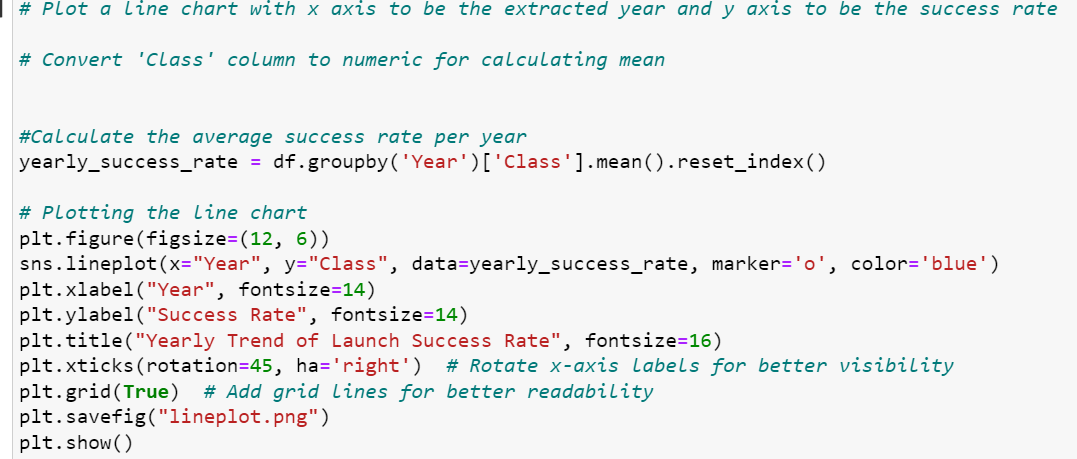 # Plot a line chart with x axis to be the extracted year and y axis to be the success rate
# Convert 'Class' column to numeric for calculating mean
#Calculate the average success rate per year
yearly_success_rate = df.groupby('Year')['Class'].mean().reset_index()
# Plotting the line chart
plt.figure(figsize=(12, 6))
sns.lineplot(x="Year", y="Class", data=yearly_success_rate, marker='o', color='blue')
plt.xlabel("Year", fontsize=14)
plt.ylabel("Success Rate", fontsize=14)
plt.title("Yearly Trend of Launch Success Rate", fontsize=16)
plt.xticks(rotation=45, ha='right')  # Rotate x-axis labels for better visibility
plt.grid(True)  # Add grid lines for better readability
plt.savefig("lineplot.png")
plt.show()